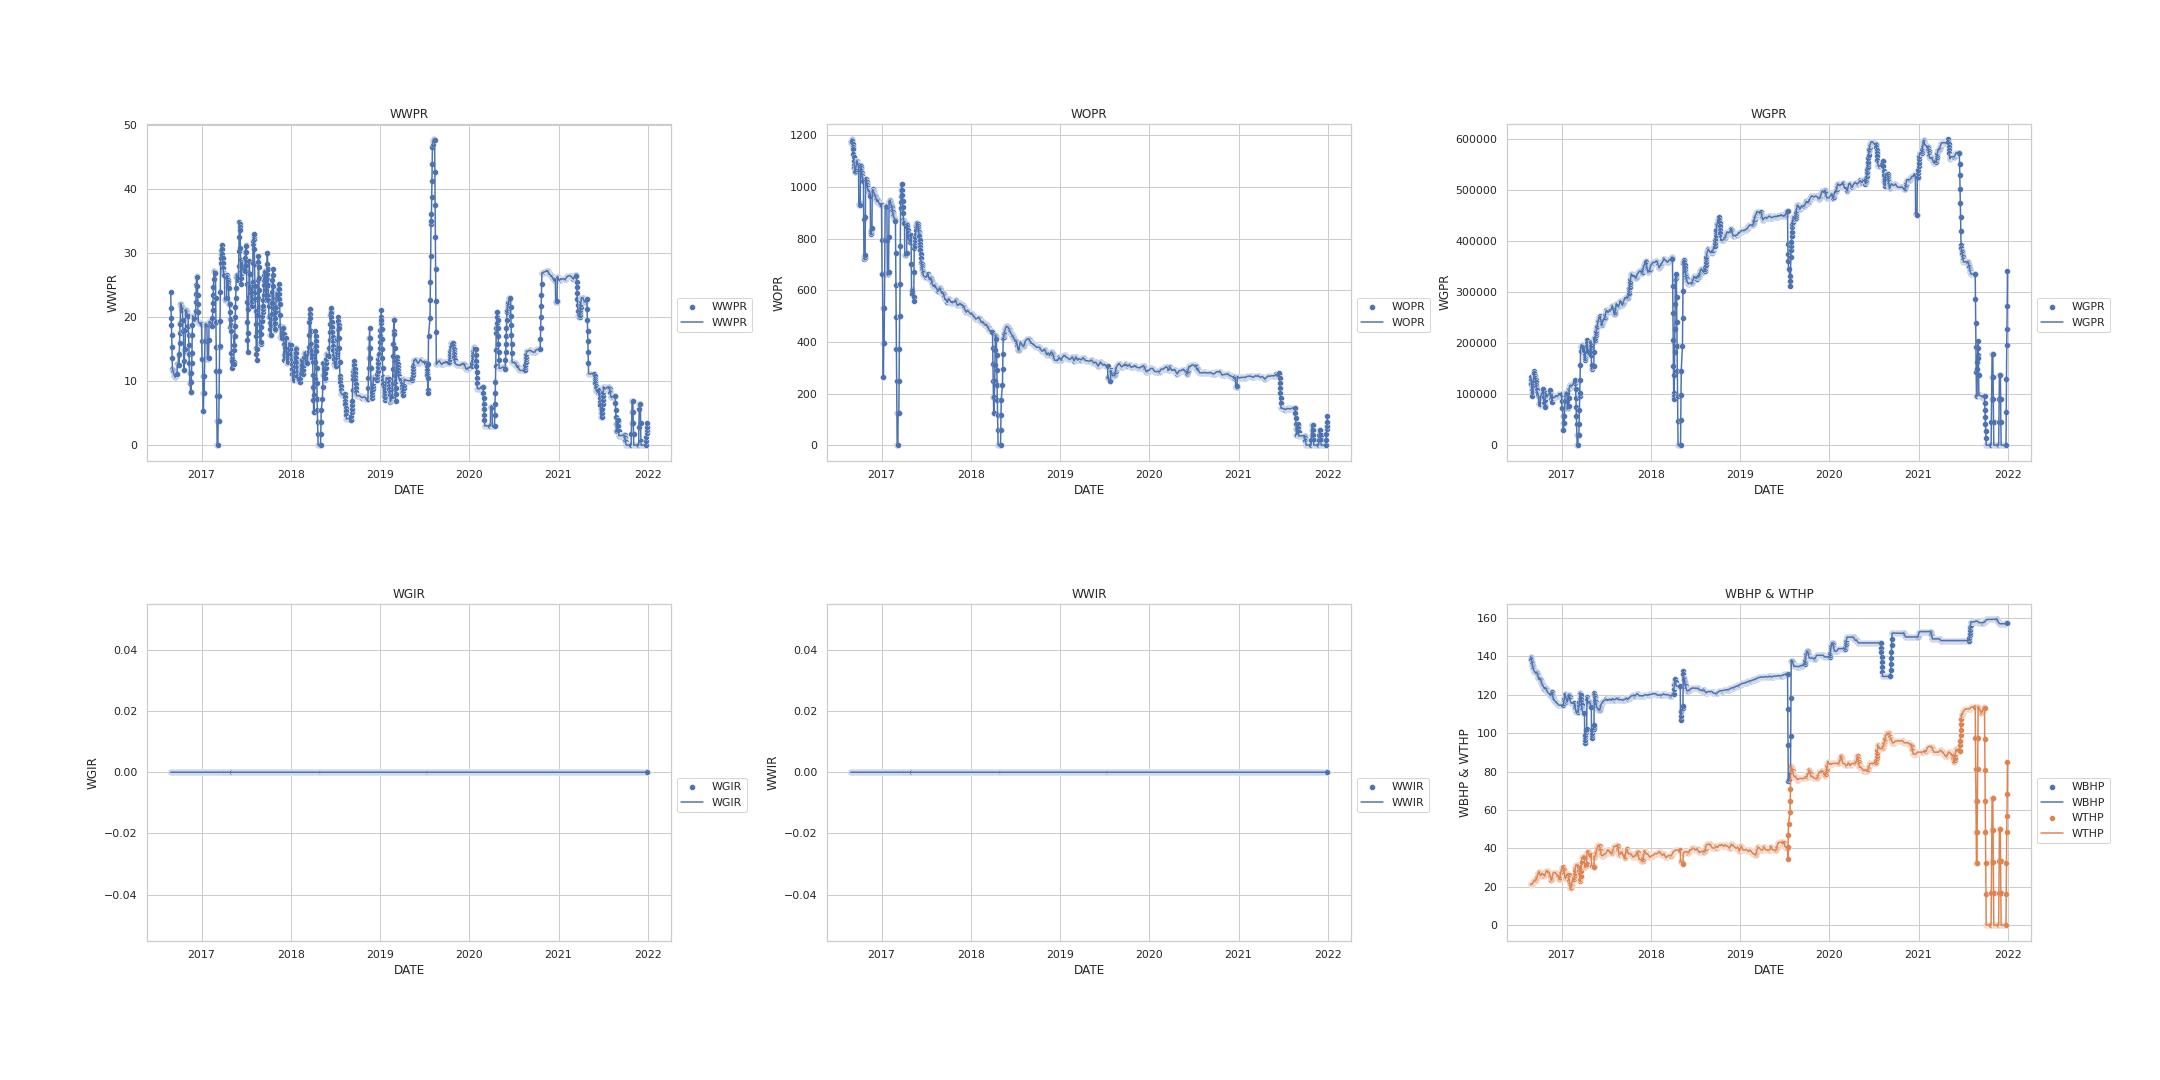 WWPR
50
40
30
20
10
0
WWPR
2017 2018 2019 2020 2021 2022
DATE
WWPR
WWPR
WOPR
1200
1000
800
600
400
200
0
WOPR
2017 2018 2019 2020 2021 2022
DATE
WOPR
WOPR
WGPR
600000
500000
400000
300000
200000
100000
0
WGPR
2017 2018 2019 2020 2021 2022
DATE
WGPR
WGPR
WGIR
0.04
0.02
0.00
−0.02
−0.04
WGIR
2017 2018 2019 2020 2021 2022
DATE
WGIR
WGIR
WWIR
0.04
0.02
0.00
−0.02
−0.04
WWIR
2017 2018 2019 2020 2021 2022
DATE
WWIR
WWIR
WBHP & WTHP
160
140
120
100
80
60
40
20
0
WBHP & WTHP
2017 2018 2019 2020 2021 2022
DATE
WBHP
WBHP
WTHP
WTHP